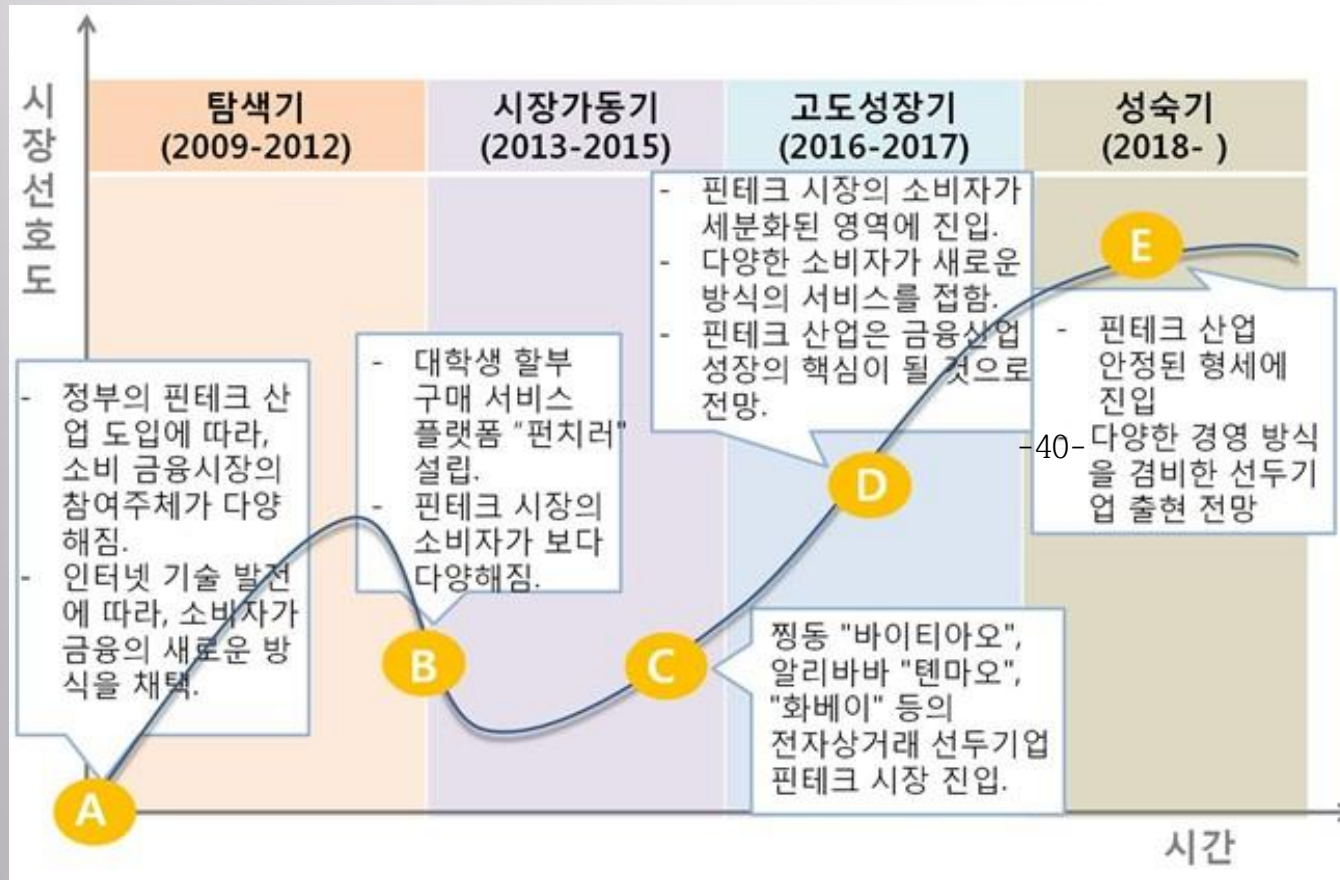 시장선호도
탐색기
(2009-2012)
시장가동기
(2013-2015)
고도성장기
(2016-2017)
성숙기
(2018- )
- 정부의 핀테크 산
업 도입에 따라,
소비 금융시장의
참여주체가 다양
해짐.
- 인터넷 기술 발전
에 따라, 소비자가
금융의 새로운 방
식을 채택.
A
- 대학생 할부
구매 서비스
플랫폼 "펀치러"
설립.
- 핀테크 시장의
소비자가 보다
다양해짐.
B
C
찡동 "바이티아오",
알리바바 "톈마오",
"화베이" 등의
전자상거래 선두기업
핀테크 시장 진입.
- 핀테크 시장의 소비자가
세분화된 영역에 진입.
- 다양한 소비자가 새로운
방식의 서비스를 접함.
- 핀테크 산업은 금융산업
성장의 핵심이 될 것으로
전망.
D
E
- 핀테크 산업
안정된 형세에
진입
-40-
다양한 경영 방식
을 겸비한 선두기
업 출현 전망
시간